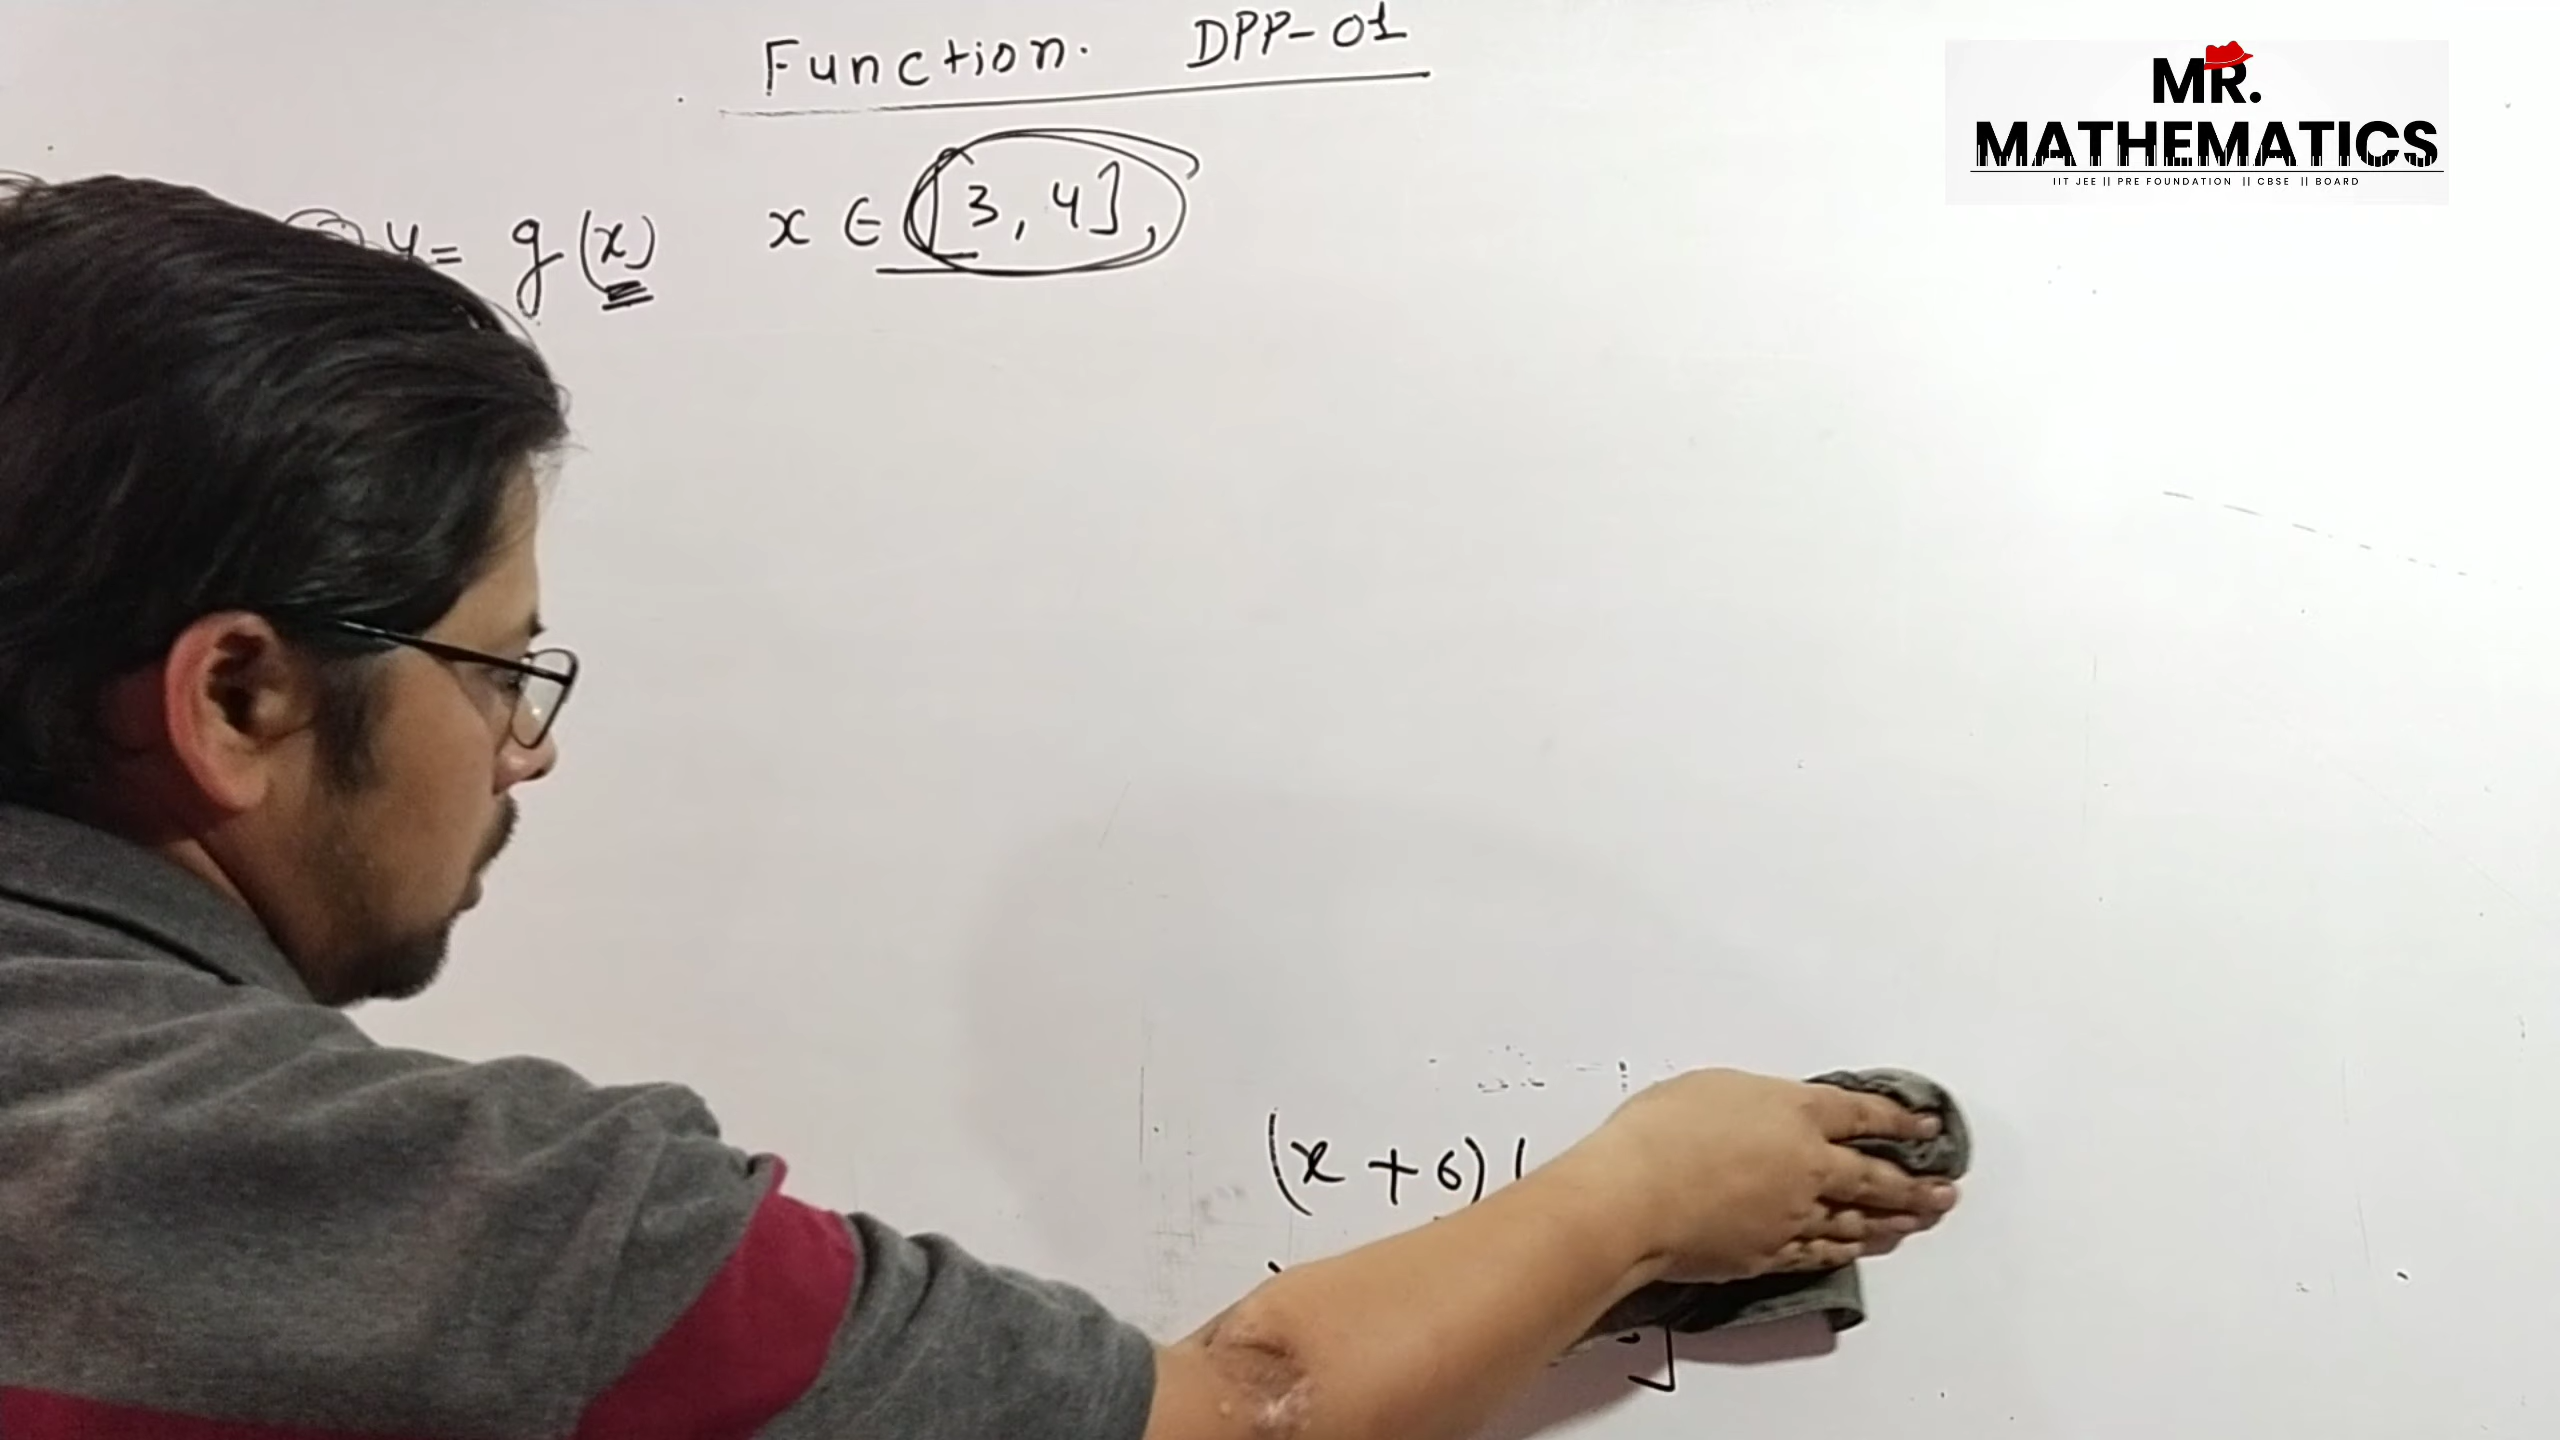 Function. DPP-01
y = g(x) x ∈ [3, 4],
(x + 6) (
MR.
MATHEMATICS
IIT JEE || PRE FOUNDATION || CBSE || BOARD